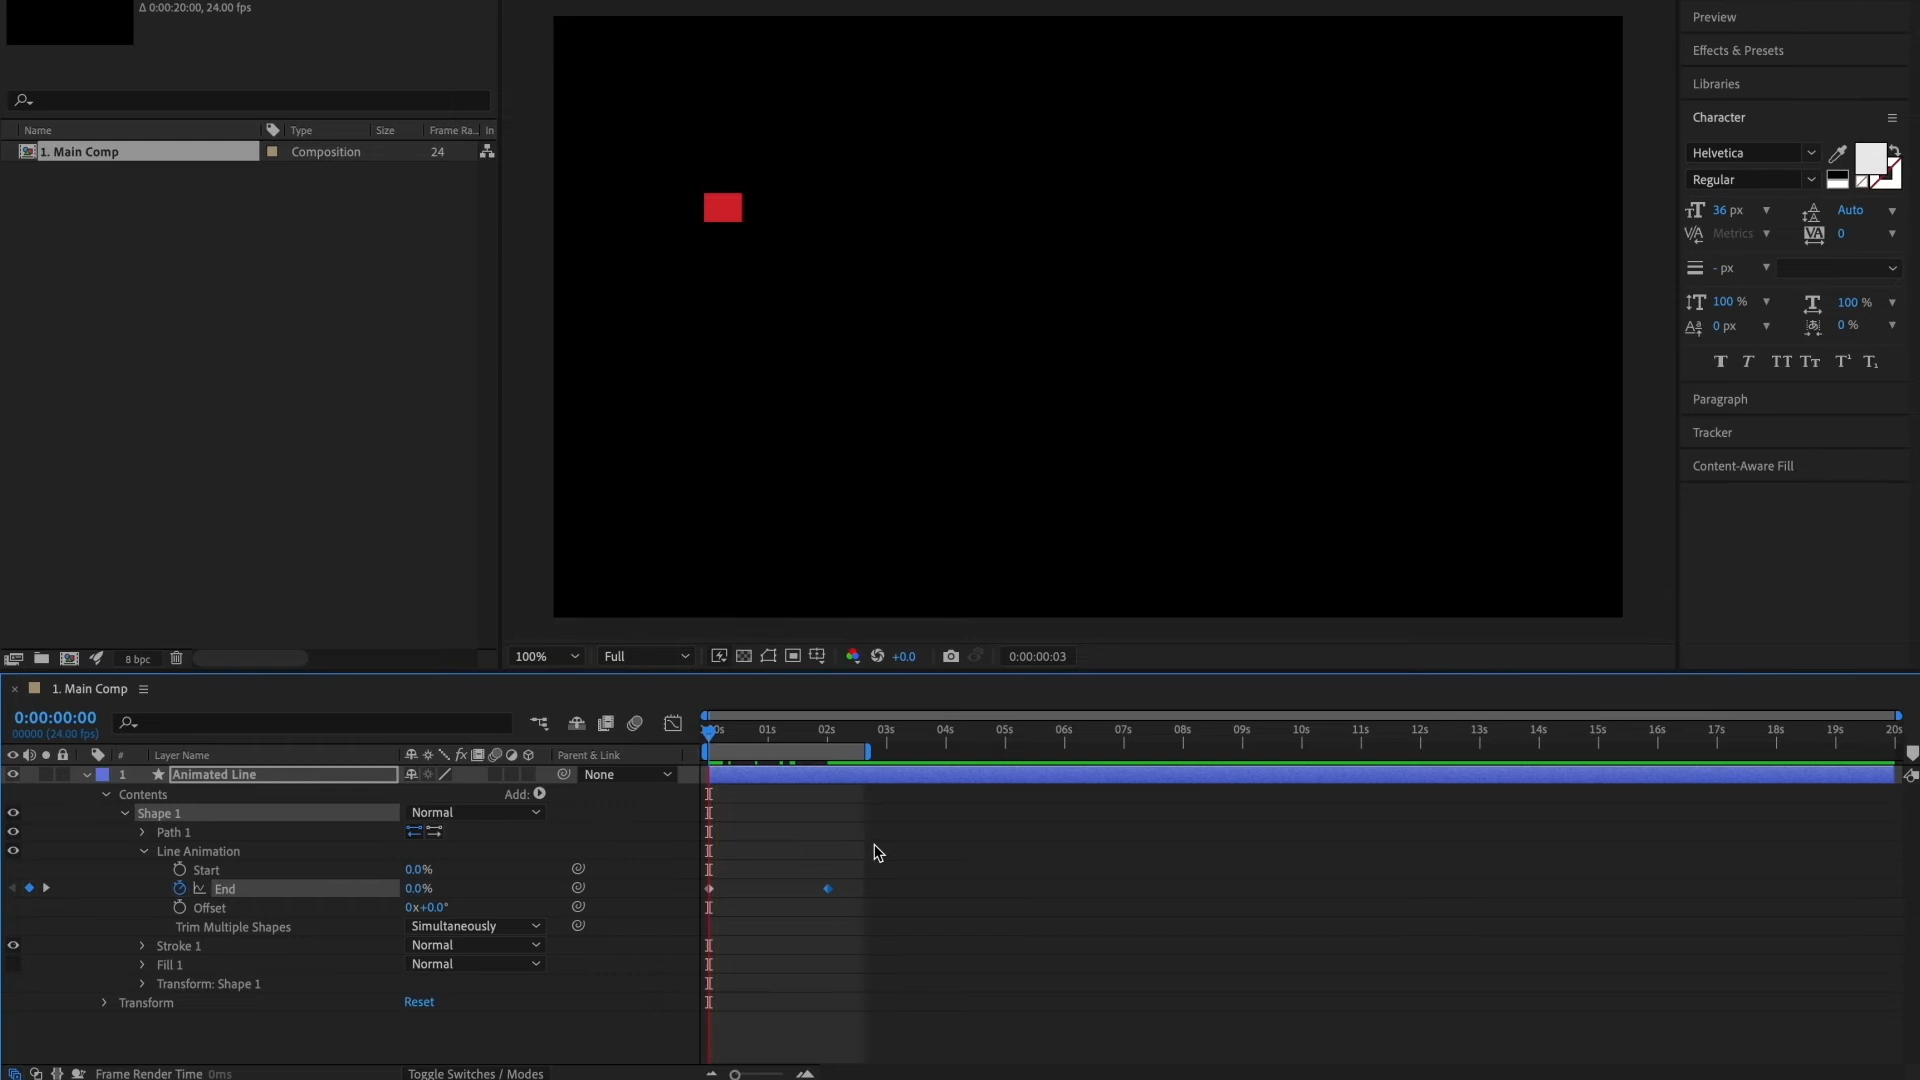 Δ 0:00:20:00, 24.00 fps
Name Type Size Frame Ra... In
1. Main Comp Composition 24
8 bpc
100% Full +0.0 0:00:00:03
Preview
Effects & Presets
Libraries
Character
Helvetica
Regular
36 px Auto
Metrics 0
- px
100 % 100 %
0 px 0 %
Paragraph
Tracker
Content-Aware Fill
1. Main Comp
0:00:00:00
00000 (24.00 fps)
0s 01s 02s 03s 04s 05s 06s 07s 08s 09s 10s 11s 12s 13s 14s 15s 16s 17s 18s 19s 20s
# Layer Name Parent & Link
1 Animated Line None
Contents Add:
Shape 1 Normal
Path 1
Line Animation
Start 0.0%
End 0.0%
Offset 0x+0.0°
Trim Multiple Shapes Simultaneously
Stroke 1 Normal
Fill 1 Normal
Transform: Shape 1
Transform Reset
Frame Render Time 0ms Toggle Switches / Modes